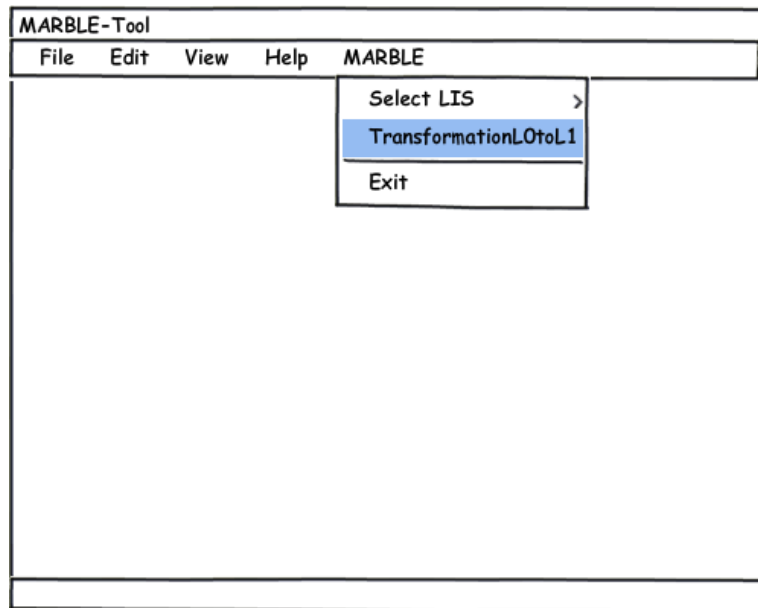 MARBLE-Tool
File Edit View Help MARBLE
Select LIS >
TransformationL0toL1
Exit